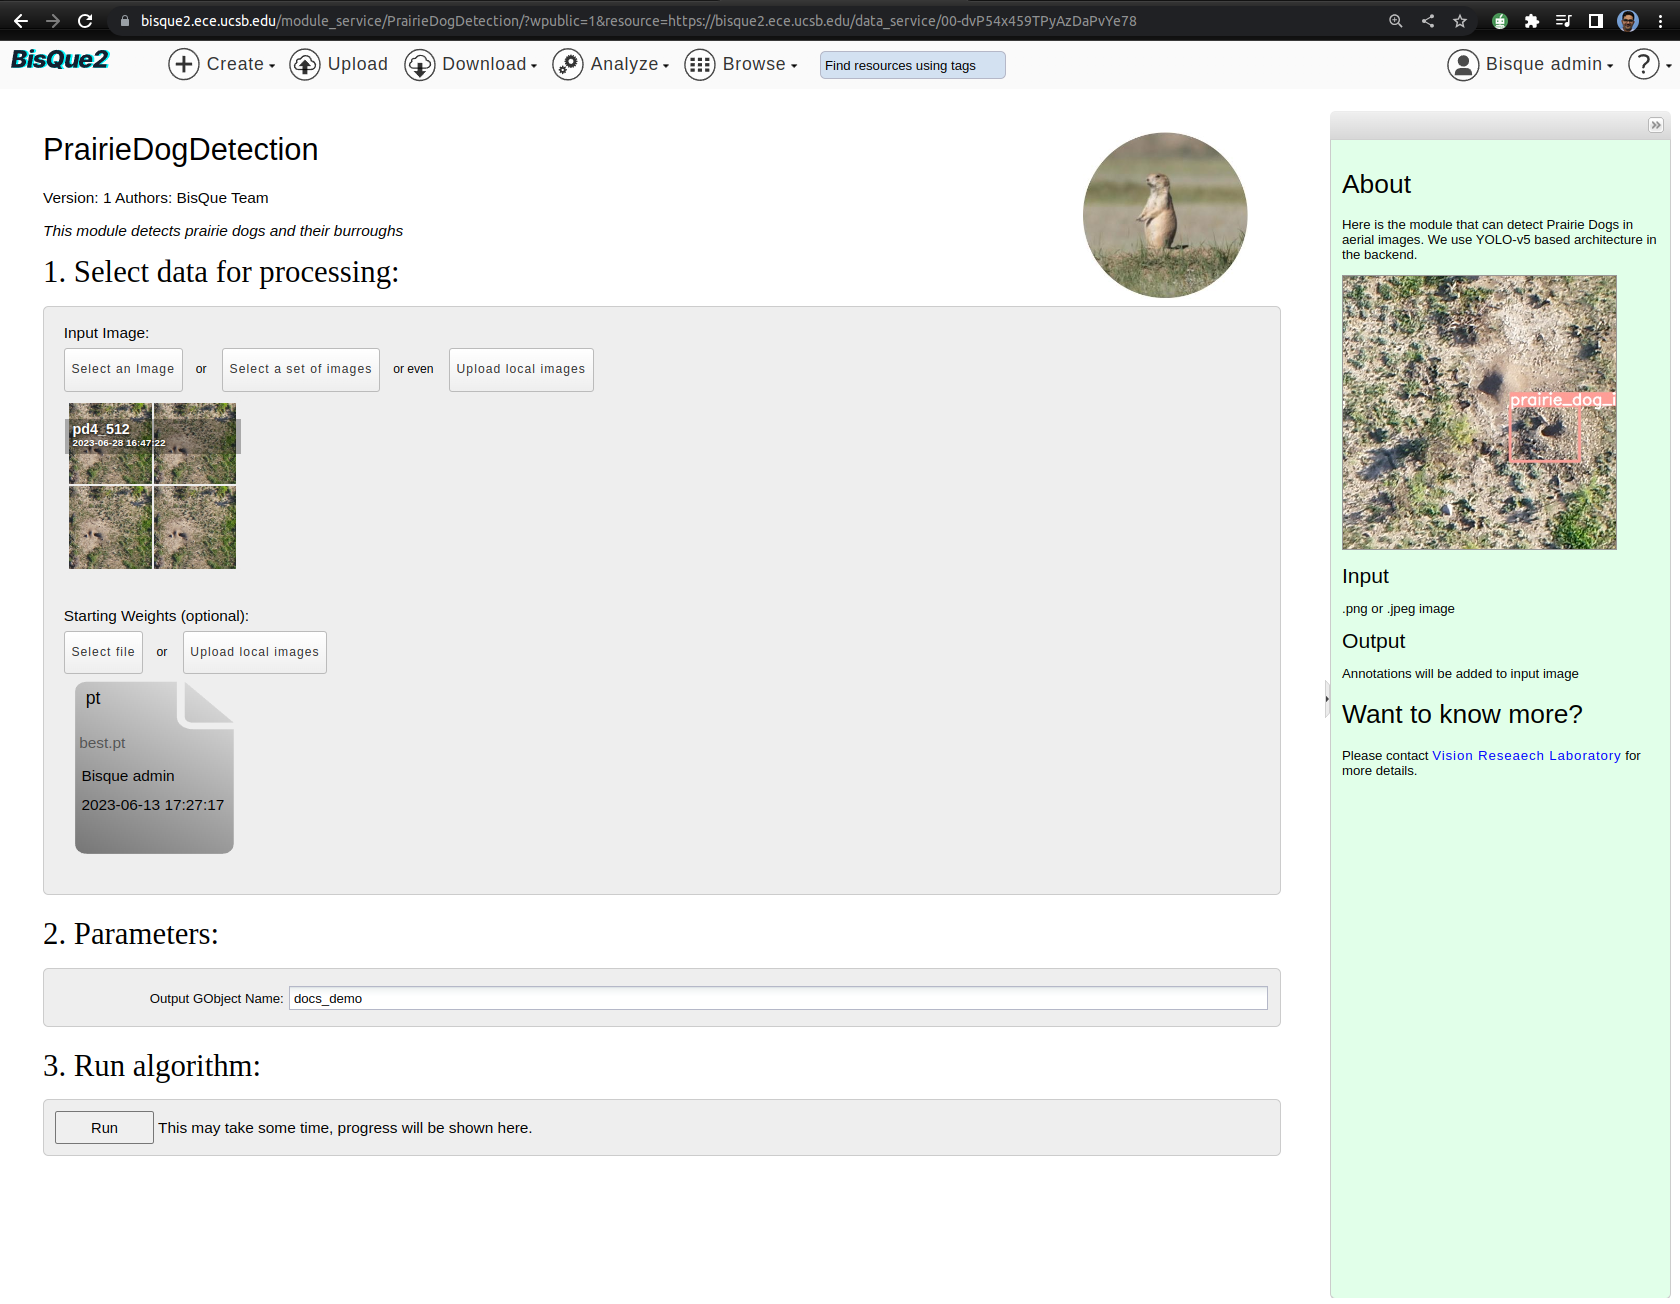 bisque2.ece.ucsb.edu/module_service/PrairieDogDetection/?wpublic=1&resource=https://bisque2.ece.ucsb.edu/data_service/00-dvP54x459TPyAzDaPvYe78
BisQue2 Create Upload Download Analyze Browse Find resources using tags Bisque admin ?
PrairieDogDetection
Version: 1 Authors: BisQue Team
This module detects prairie dogs and their burroughs
1. Select data for processing:
Input Image:
Select an Image or Select a set of images or even Upload local images
pd4_512
2023-06-28 16:47:22
Starting Weights (optional):
Select file or Upload local images
pt
best.pt
Bisque admin
2023-06-13 17:27:17
2. Parameters:
Output GObject Name: docs_demo
3. Run algorithm:
Run This may take some time, progress will be shown here.
About
Here is the module that can detect Prairie Dogs in
aerial images. We use YOLO-v5 based architecture in
the backend.
prairie_dog_i
Input
.png or .jpeg image
Output
Annotations will be added to input image
Want to know more?
Please contact Vision Reseaech Laboratory for
more details.